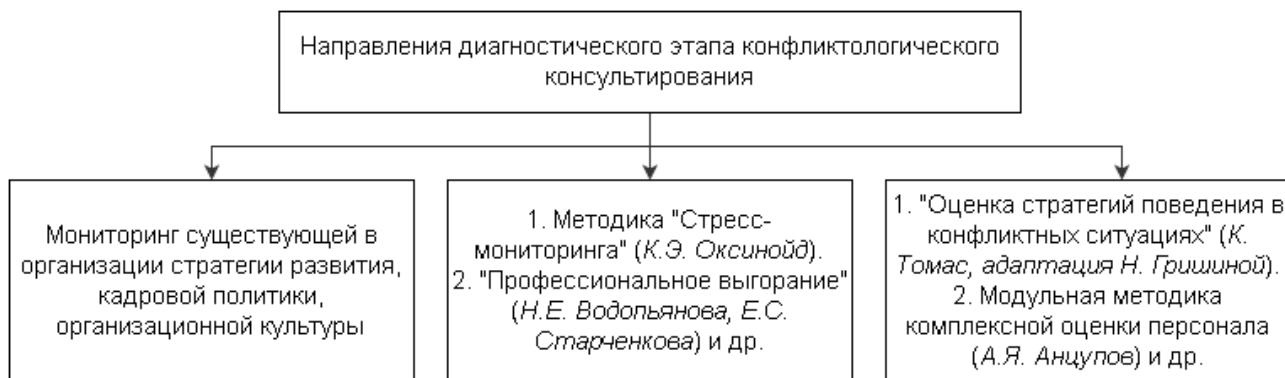 Направления диагностического этапа конфликтологического
консультирования
Мониторинг существующей в
организации стратегии развития,
кадровой политики,
организационной культуры
1. Методика "Стресс-
мониторинга" (К.Э. Оксинойд).
2. "Профессиональное выгорание"
(Н.Е. Водопьянова, Е.С.
Старченкова) и др.
1. "Оценка стратегий поведения в
конфликтных ситуациях" (К.
Томас, адаптация Н. Гришиной).
2. Модульная методика
комплексной оценки персонала
(А.Я. Анцупов) и др.